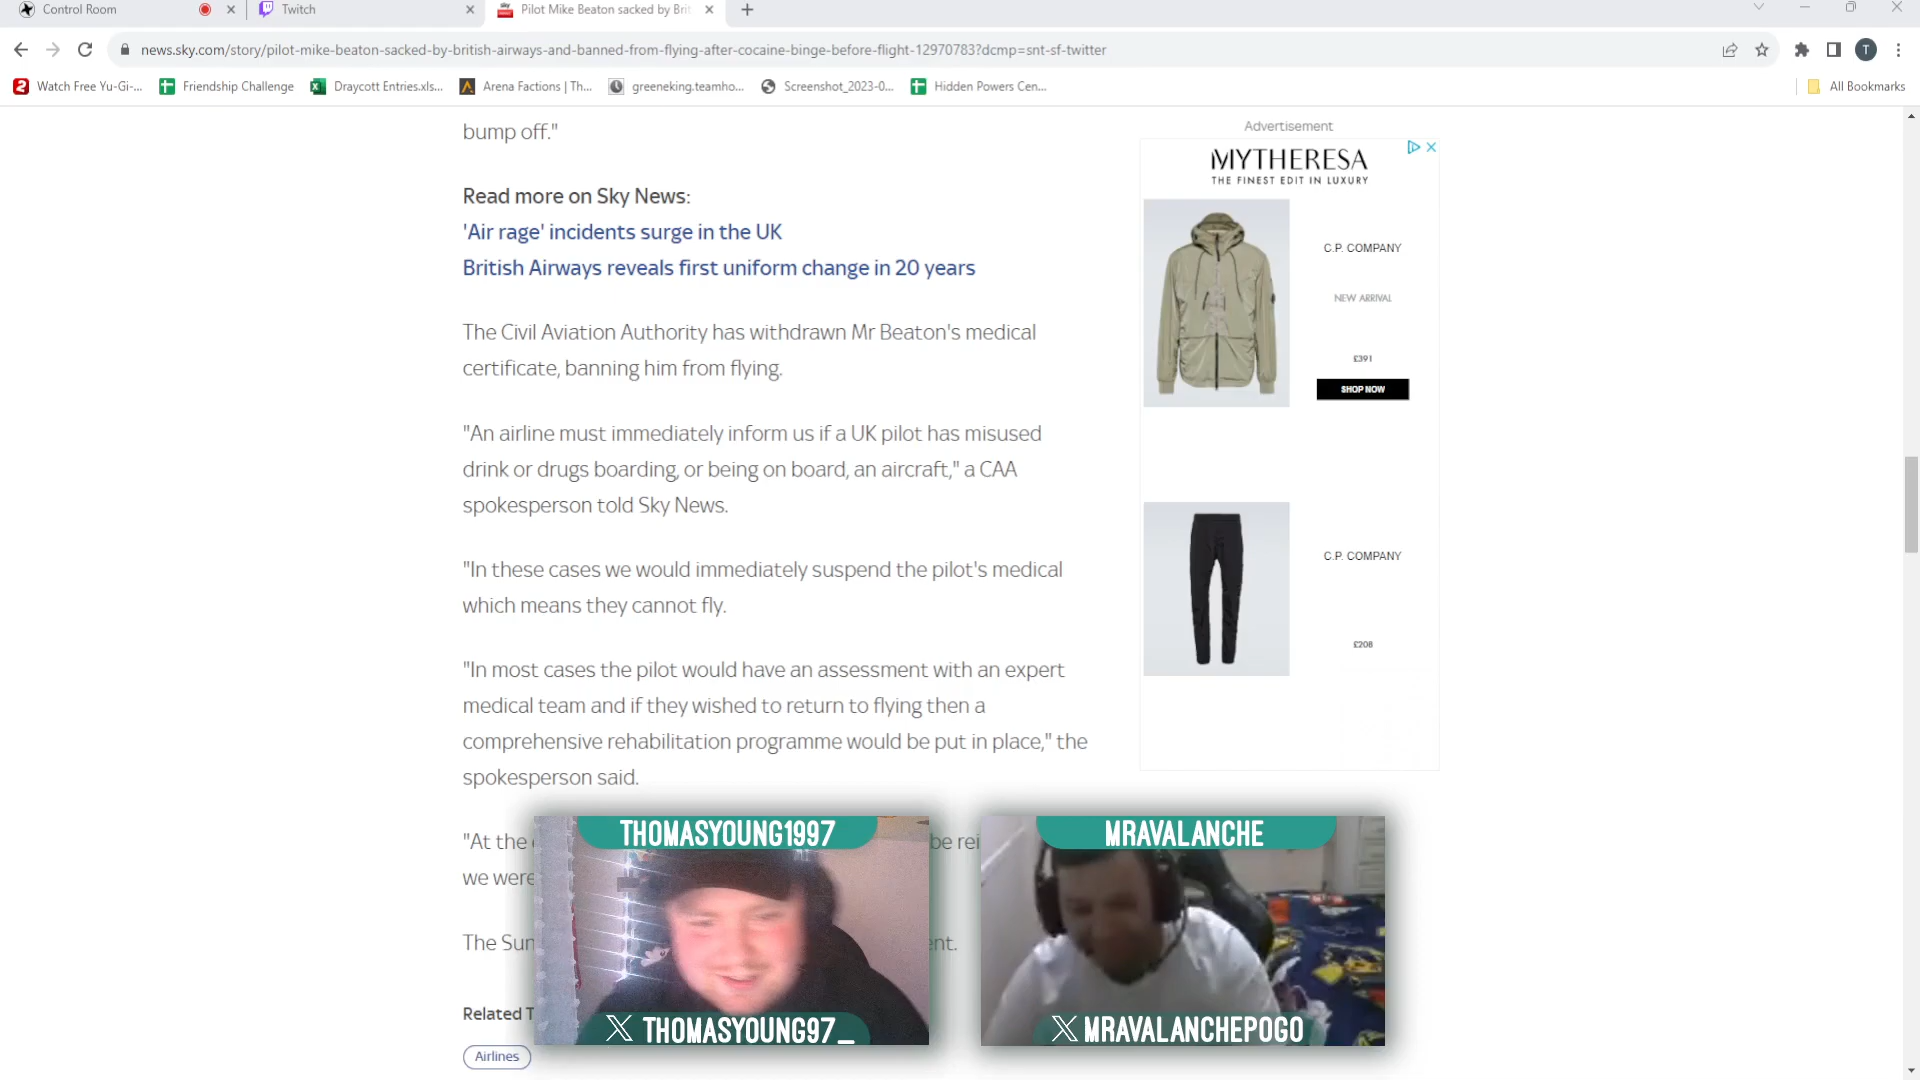 Control Room
Twitch
Pilot Mike Beaton sacked by Brit
news.sky.com/story/pilot-mike-beaton-sacked-by-british-airways-and-banned-from-flying-after-cocaine-binge-before-flight-12970783?dcmp=snt-sf-twitter
T
Watch Free Yu-Gi-...
Friendship Challenge
Draycott Entries.xls...
Arena Factions | Th...
greeneking.teamho...
Screenshot_2023-0...
Hidden Powers Cen...
All Bookmarks
bump off."
Read more on Sky News:
'Air rage' incidents surge in the UK
British Airways reveals first uniform change in 20 years
The Civil Aviation Authority has withdrawn Mr Beaton's medical
certificate, banning him from flying.
"An airline must immediately inform us if a UK pilot has misused
drink or drugs boarding, or being on board, an aircraft," a CAA
spokesperson told Sky News.
"In these cases we would immediately suspend the pilot's medical
which means they cannot fly.
"In most cases the pilot would have an assessment with an expert
medical team and if they wished to return to flying then a
comprehensive rehabilitation programme would be put in place," the
spokesperson said.
"At the
be rei
we were
The Sun
ent.
Related T
Airlines
Advertisement
MYTHERESA
THE FINEST EDIT IN LUXURY
C.P. COMPANY
NEW ARRIVAL
£391
SHOP NOW
C.P. COMPANY
£208
THOMASYOUNG1997
X THOMASYOUNG97_
MRAVALANCHE
X MRAVALANCHEPOGO